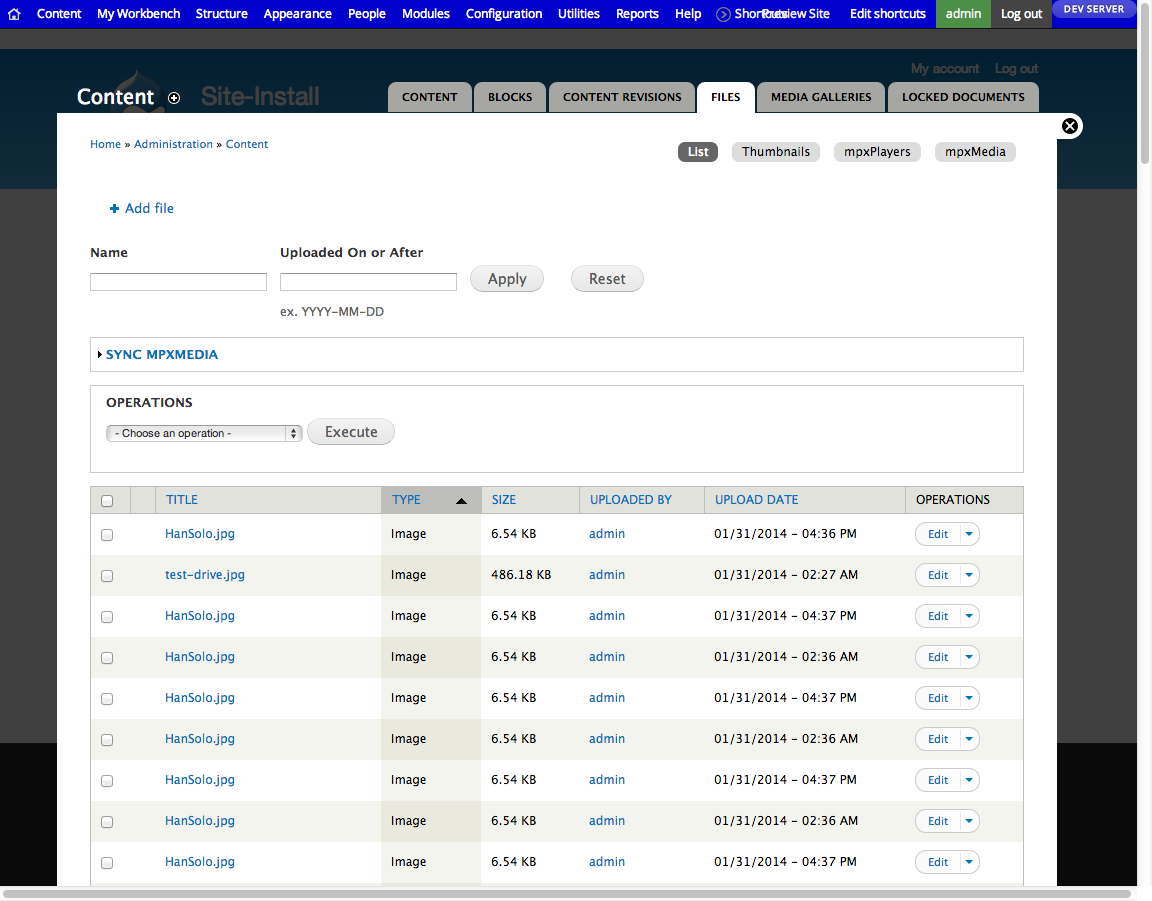 Content My Workbench Structure Appearance People Modules Configuration Utilities Reports Help Shortcuts Preview Site Edit shortcuts admin Log out DEV SERVER
My account Log out
Content Site-Install CONTENT BLOCKS CONTENT REVISIONS FILES MEDIA GALLERIES LOCKED DOCUMENTS
Home » Administration » Content
List Thumbnails mpxPlayers mpxMedia
Add file
Name Uploaded On or After
Apply Reset
ex. YYYY-MM-DD
SYNC MPXMEDIA
OPERATIONS
- Choose an operation - Execute
TITLE TYPE SIZE UPLOADED BY UPLOAD DATE OPERATIONS
HanSolo.jpg Image 6.54 KB admin 01/31/2014 - 04:36 PM Edit
test-drive.jpg Image 486.18 KB admin 01/31/2014 - 02:27 AM Edit
HanSolo.jpg Image 6.54 KB admin 01/31/2014 - 04:37 PM Edit
HanSolo.jpg Image 6.54 KB admin 01/31/2014 - 02:36 AM Edit
HanSolo.jpg Image 6.54 KB admin 01/31/2014 - 04:37 PM Edit
HanSolo.jpg Image 6.54 KB admin 01/31/2014 - 02:36 AM Edit
HanSolo.jpg Image 6.54 KB admin 01/31/2014 - 04:37 PM Edit
HanSolo.jpg Image 6.54 KB admin 01/31/2014 - 02:36 AM Edit
HanSolo.jpg Image 6.54 KB admin 01/31/2014 - 04:37 PM Edit